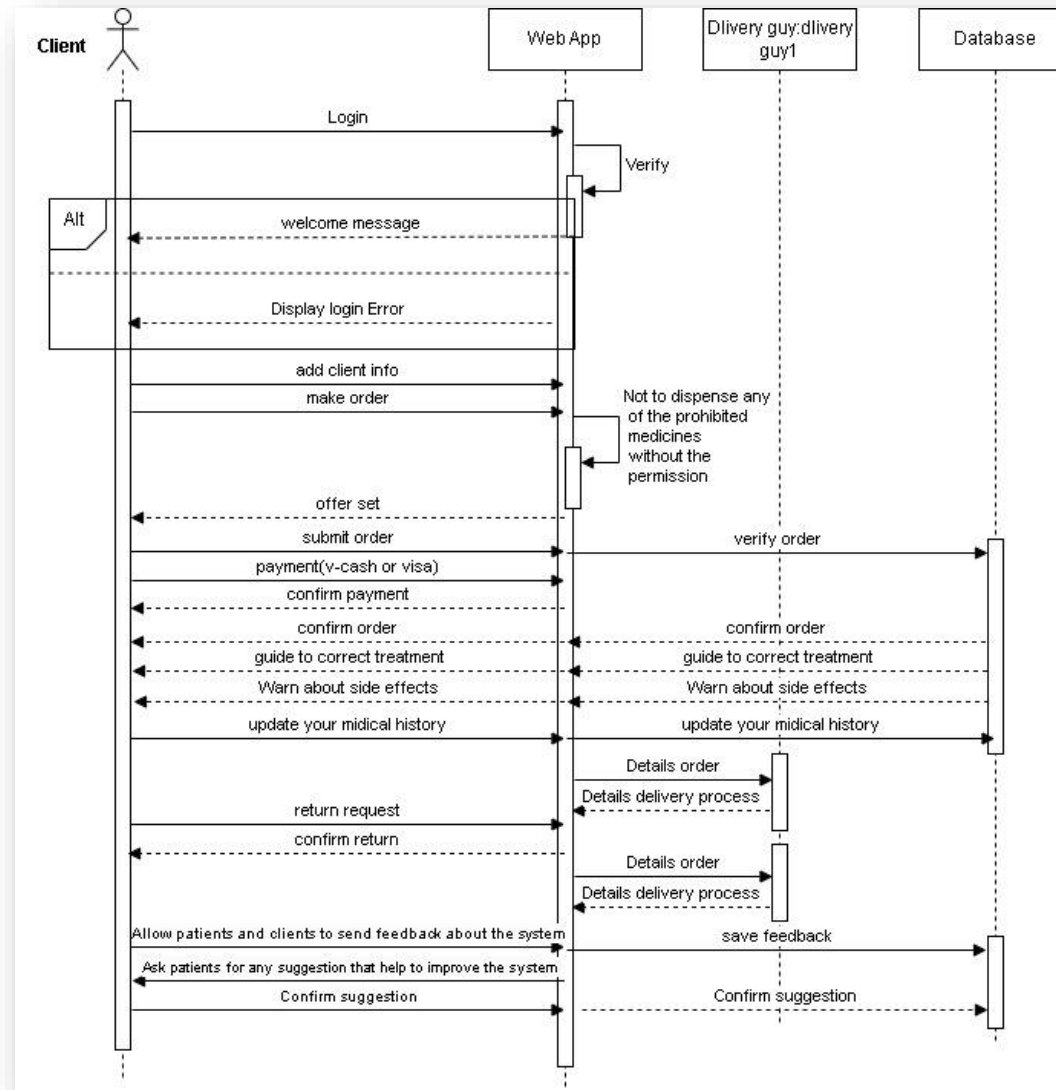 Client
Web App
Dlivery guy:dlivery
guy1
Database
Login
Verify
Alt
welcome message
Display login Error
add client info
make order
Not to dispense any
of the prohibited
medicines
without the
permission
offer set
submit order
verify order
payment(v-cash or visa)
confirm payment
confirm order
confirm order
guide to correct treatment
guide to correct treatment
Warn about side effects
Warn about side effects
update your midical history
update your midical history
Details order
Details delivery process
return request
confirm return
Details order
Details delivery process
Allow patients and clients to send feedback about the system
save feedback
Ask patients for any suggestion that help to improve the system
Confirm suggestion
Confirm suggestion